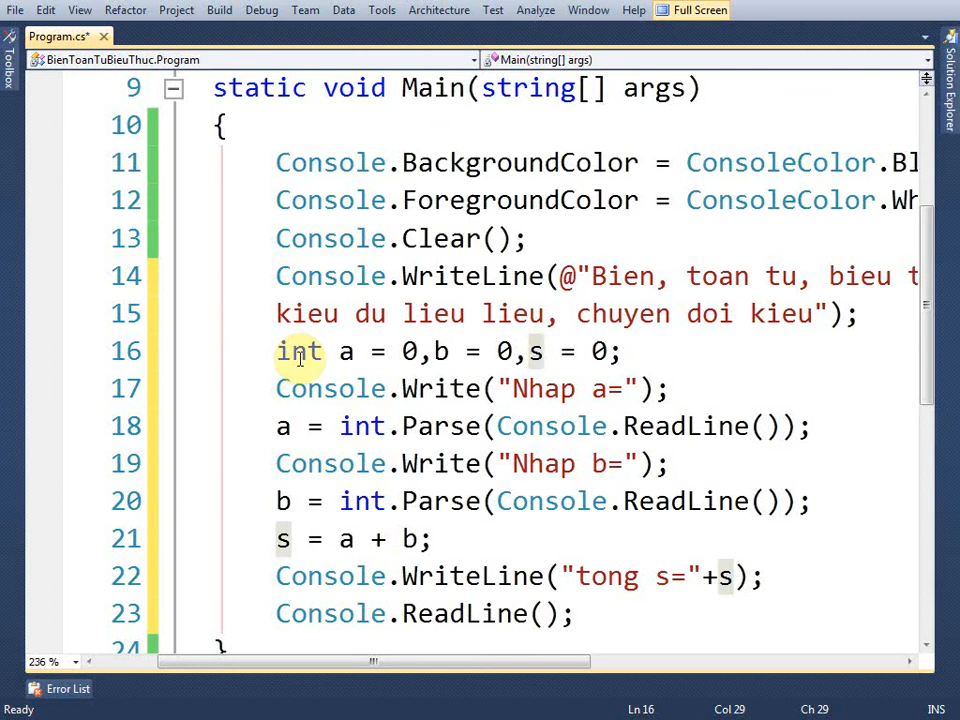 File Edit View Refactor Project Build Debug Team Data Tools Architecture Test Analyze Window Help Full Screen
Program.cs*
BienToanTuBieuThuc.Program Main(string[] args)
Toolbox
Solution Explorer
9 static void Main(string[] args)
10 {
11 Console.BackgroundColor = ConsoleColor.Bl
12 Console.ForegroundColor = ConsoleColor.Wh
13 Console.Clear();
14 Console.WriteLine(@"Bien, toan tu, bieu t
15 kieu du lieu lieu, chuyen doi kieu");
16 int a = 0,b = 0,s = 0;
17 Console.Write("Nhap a=");
18 a = int.Parse(Console.ReadLine());
19 Console.Write("Nhap b=");
20 b = int.Parse(Console.ReadLine());
21 s = a + b;
22 Console.WriteLine("tong s="+s);
23 Console.ReadLine();
24 }
236 %
Error List
Ready Ln 16 Col 29 Ch 29 INS